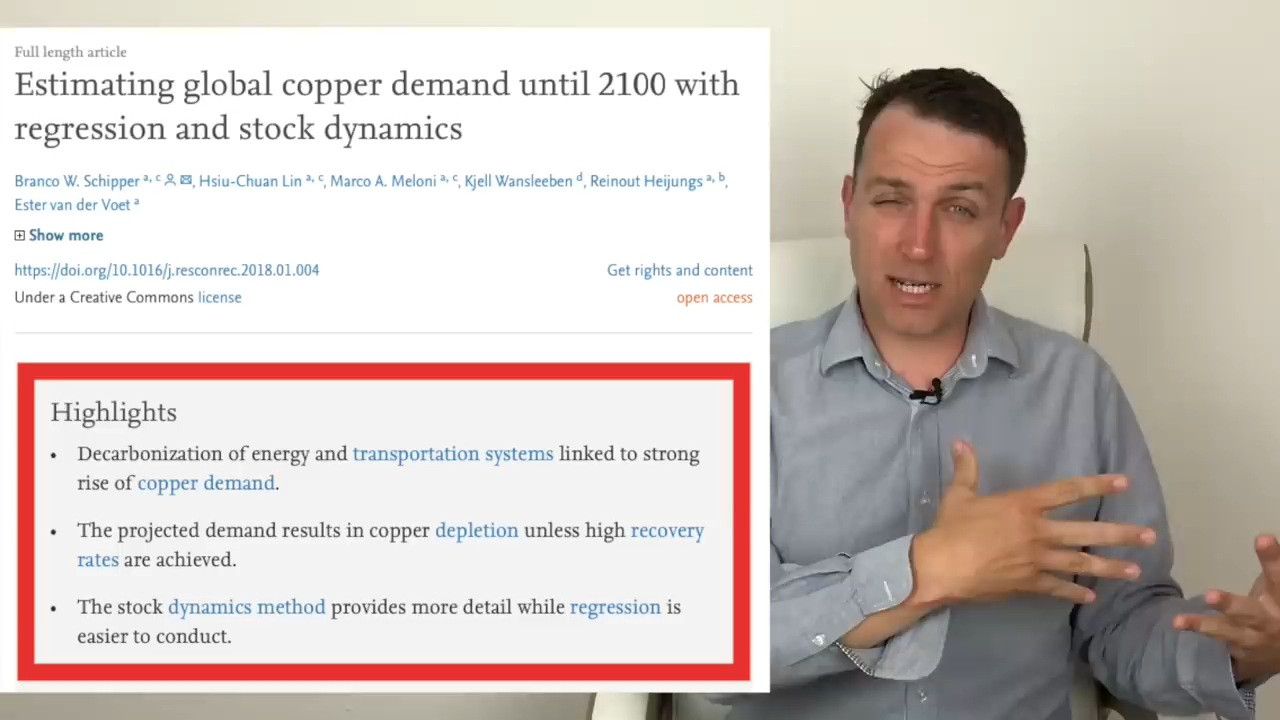 Full length article
Estimating global copper demand until 2100 with
regression and stock dynamics
Branco W. Schipper a, c, Hsiu-Chuan Lin a, c, Marco A. Meloni a, c, Kjell Wansleeben d, Reinout Heijungs a, b,
Ester van der Voet a
Show more
https://doi.org/10.1016/j.resconrec.2018.01.004 Get rights and content
Under a Creative Commons license open access
Highlights
• Decarbonization of energy and transportation systems linked to strong
rise of copper demand.
• The projected demand results in copper depletion unless high recovery
rates are achieved.
• The stock dynamics method provides more detail while regression is
easier to conduct.